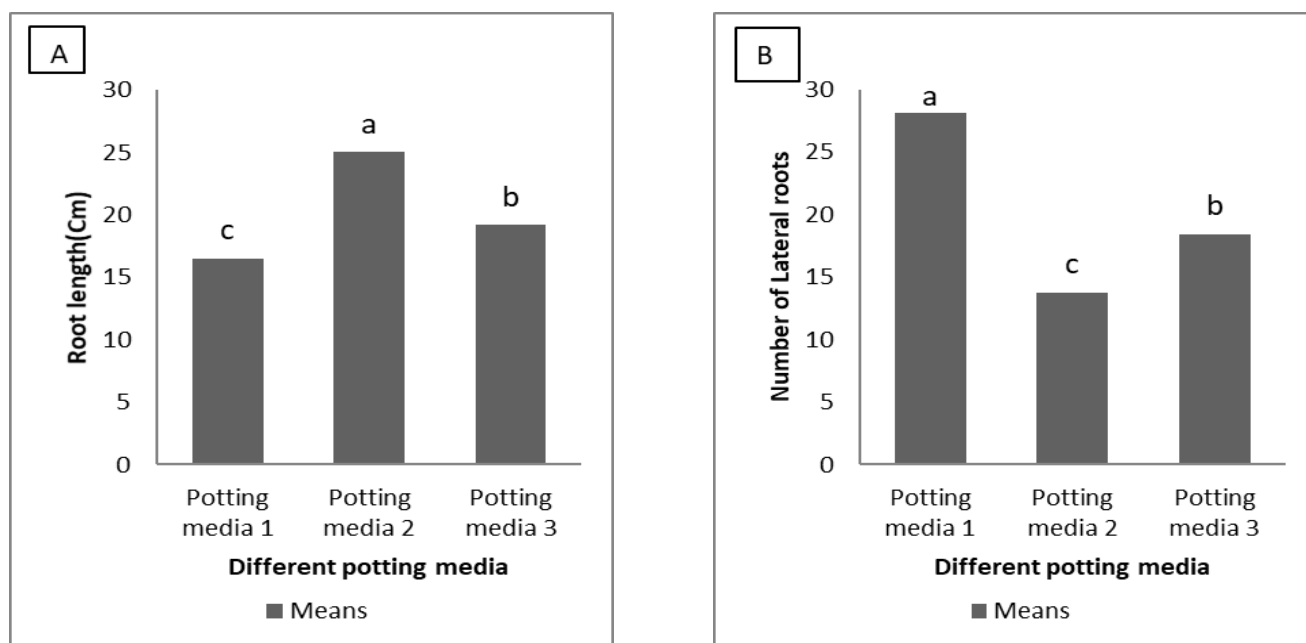 A
30
25
20
15
10
5
0
Root length(Cm)
c
a
b
Potting
media 1
Potting
media 2
Potting
media 3
Different potting media
Means
B
30
25
20
15
10
5
0
Number of Lateral roots
a
c
b
Potting
media 1
Potting
media 2
Potting
media 3
Different potting media
Means